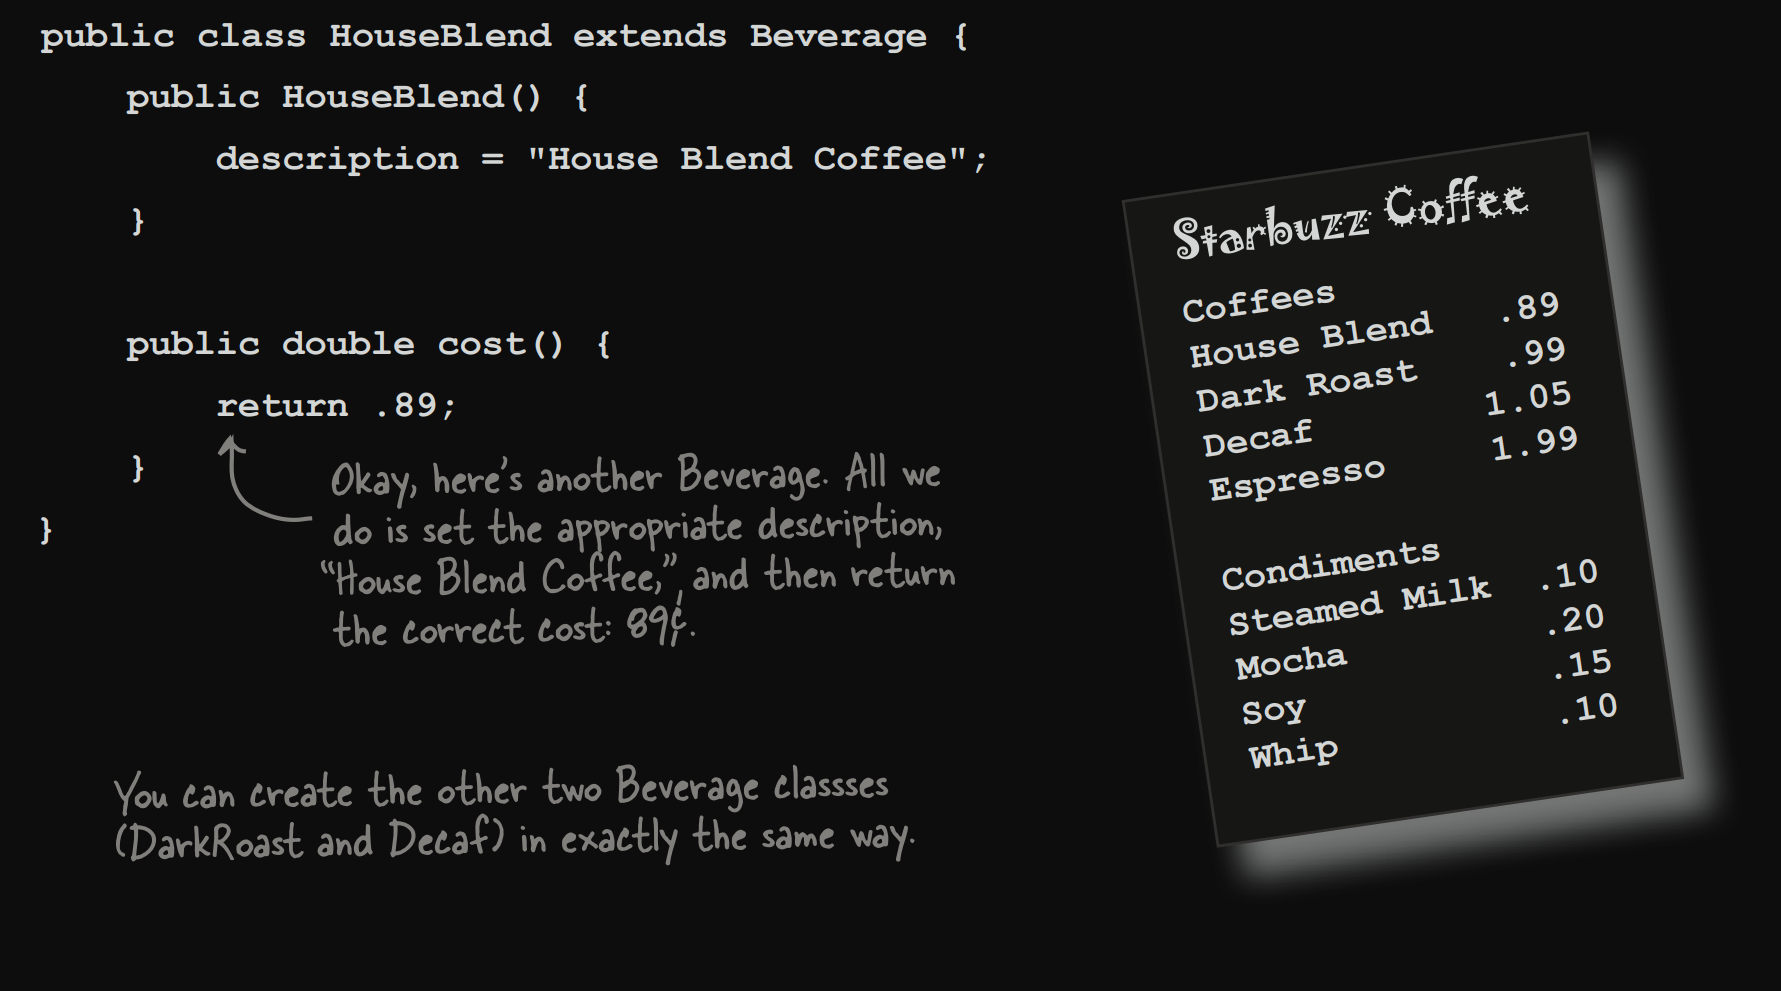 public class HouseBlend extends Beverage {
public HouseBlend() {
description = "House Blend Coffee";
}
public double cost() {
return .89;
}
}
Okay, here's another Beverage. All we
do is set the appropriate description,
“House Blend Coffee,” and then return
the correct cost: 89¢.
You can create the other two Beverage classses
(DarkRoast and Decaf) in exactly the same way.
Starbuzz Coffee
Coffees
House Blend .89
Dark Roast .99
Decaf 1.05
Espresso 1.99
Condiments
Steamed Milk .10
Mocha .20
Soy .15
Whip .10